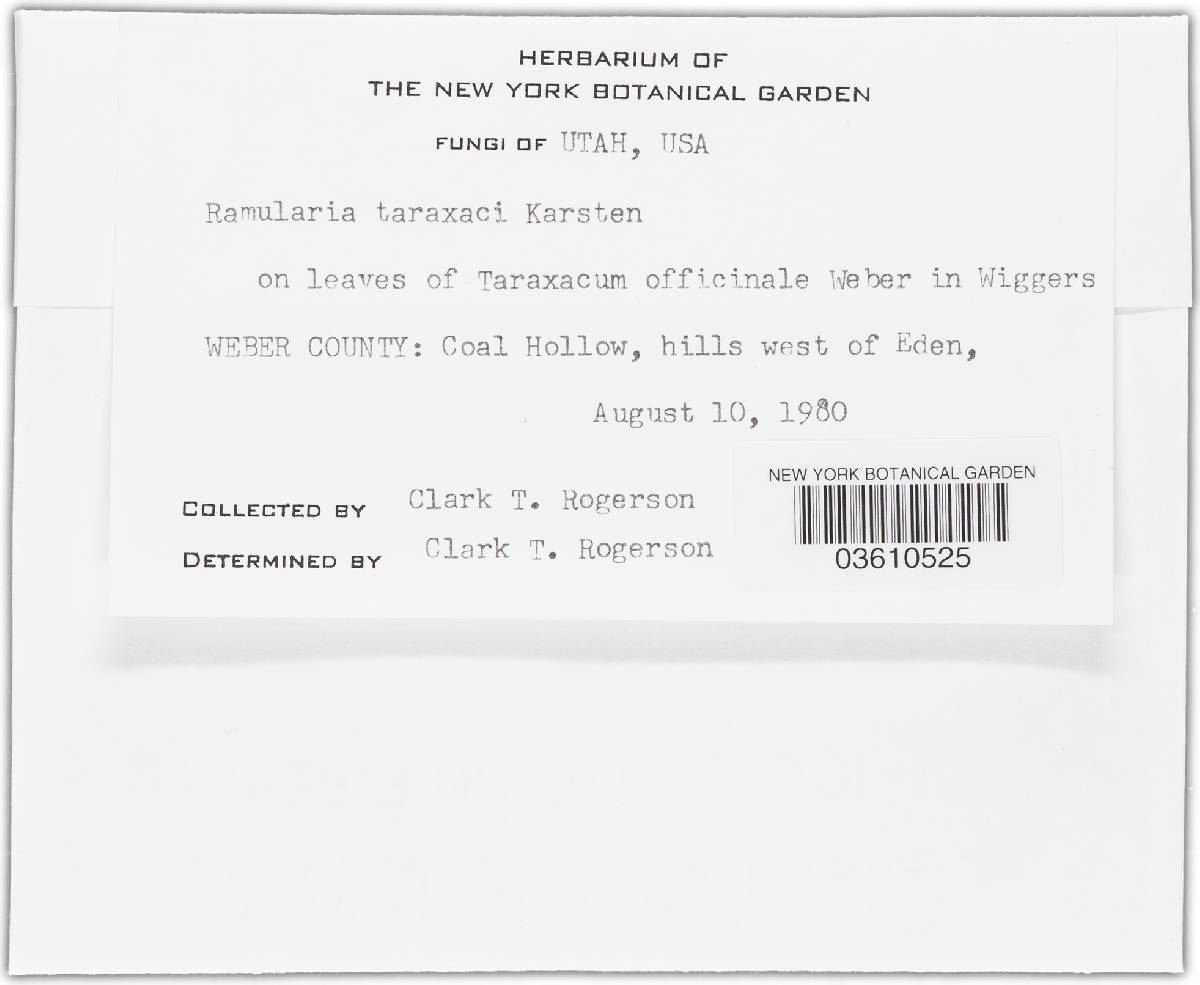 HERBARIUM OF
THE NEW YORK BOTANICAL GARDEN
FUNGI OF UTAH, USA
Ramularia taraxaci Karsten
on leaves of Taraxacum officinale Weber in Wiggers
WEBER COUNTY: Coal Hollow, hills west of Eden,
August 10, 1980
NEW YORK BOTANICAL GARDEN
03610525
COLLECTED BY Clark T. Rogerson
DETERMINED BY Clark T. Rogerson